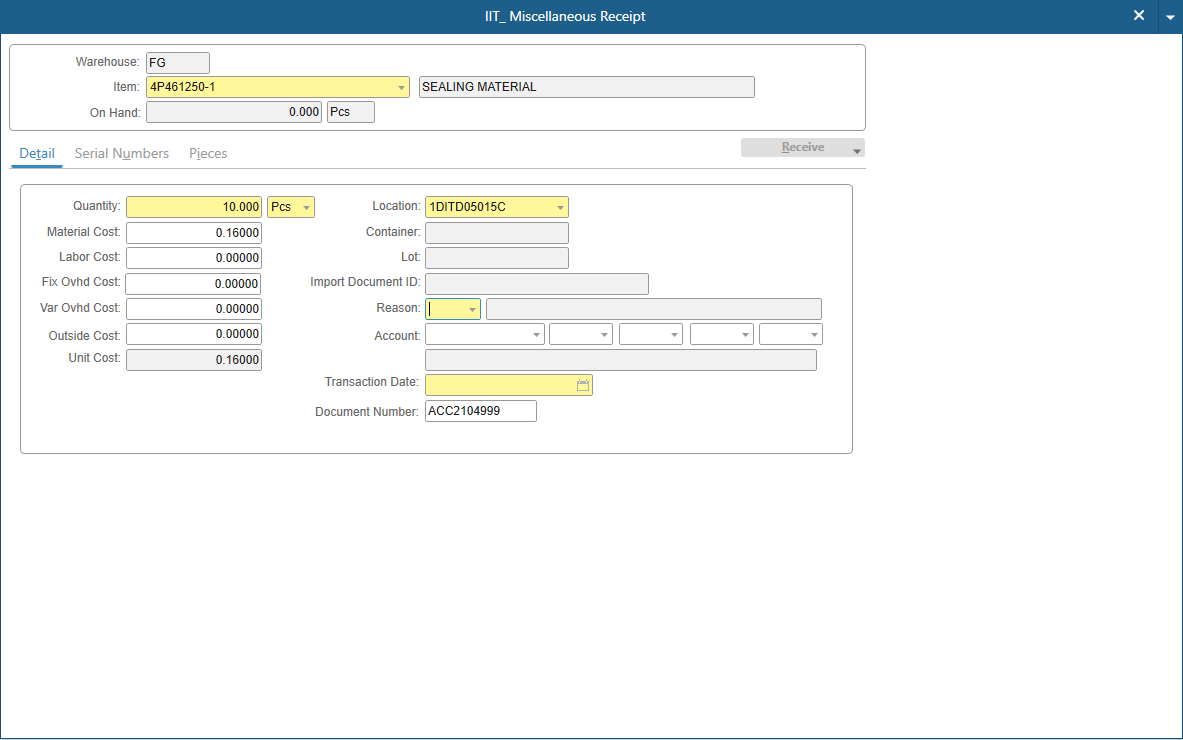 IIT_ Miscellaneous Receipt
Warehouse: FG
Item: 4P461250-1 SEALING MATERIAL
On Hand: 0.000 Pcs
Detail Serial Numbers Pieces Receive
Quantity: 10.000 Pcs Location: 1DITD05015C
Material Cost: 0.16000 Container:
Labor Cost: 0.00000 Lot:
Fix Ovhd Cost: 0.00000 Import Document ID:
Var Ovhd Cost: 0.00000 Reason:
Outside Cost: 0.00000 Account:
Unit Cost: 0.16000
Transaction Date:
Document Number: ACC2104999